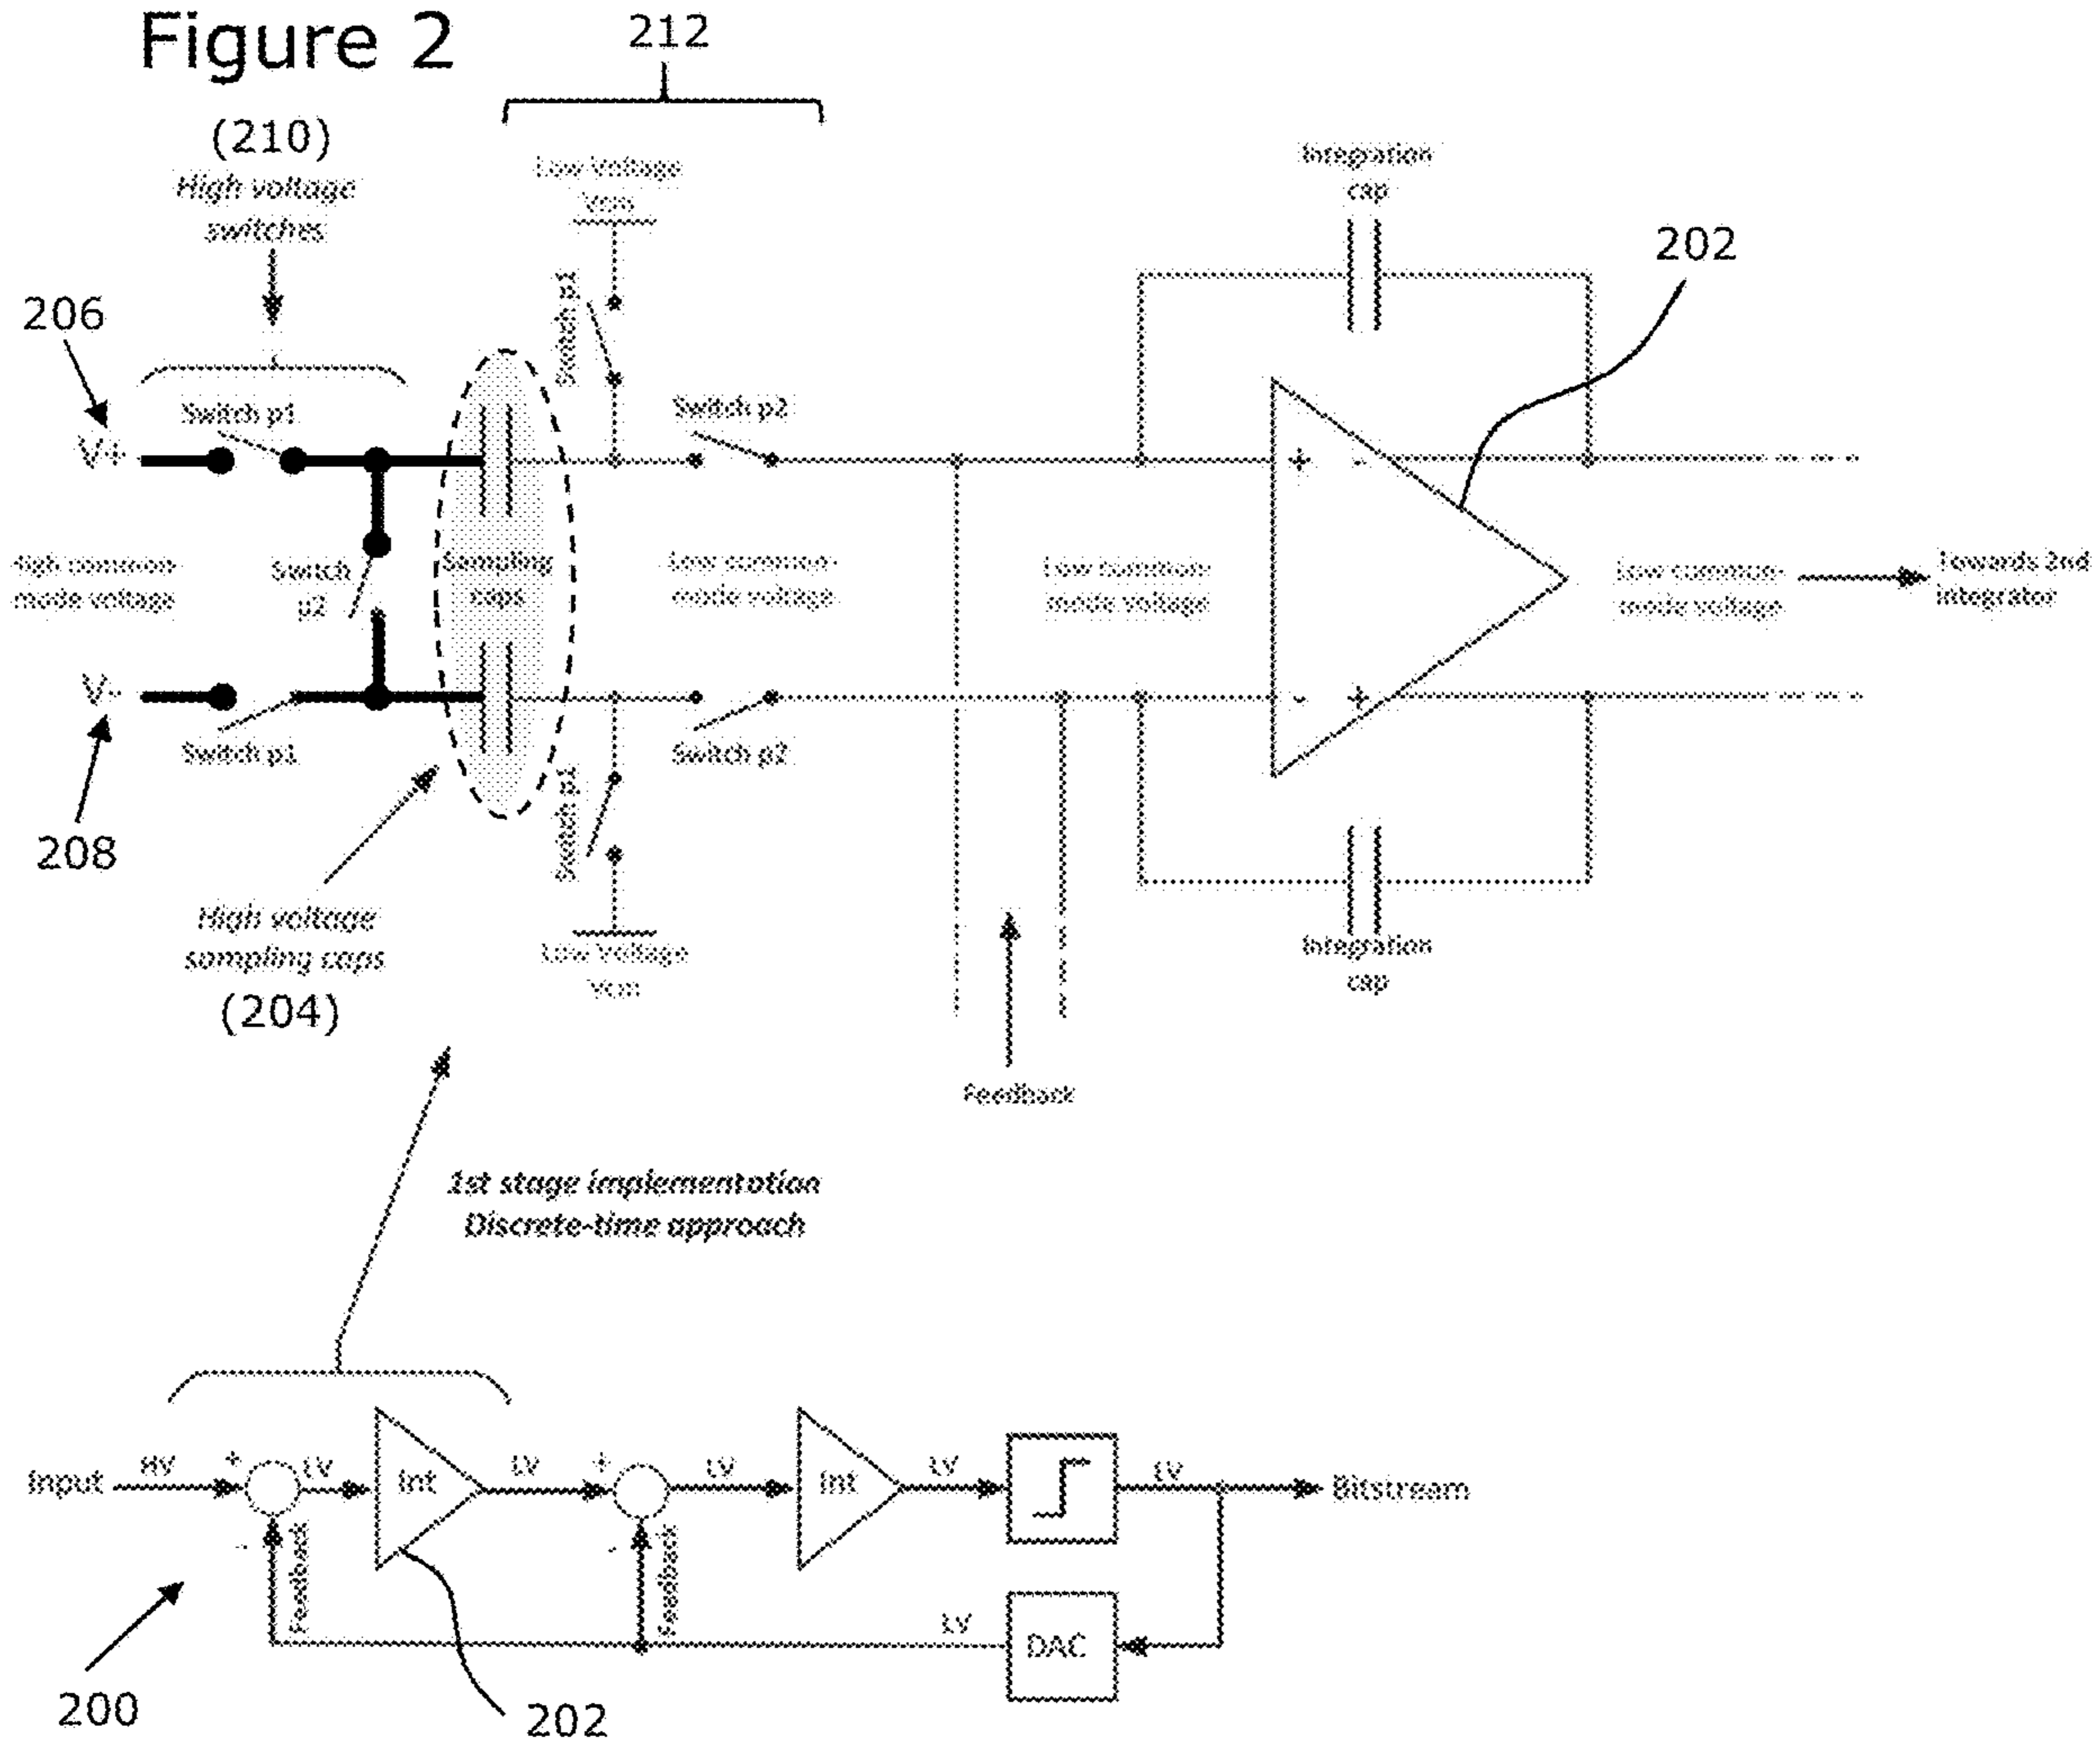 Figure 2
212
(210)
High voltage
switches
Low Voltage
Vcm
Integration
cap
202
206
Switch p1
Switch p1
Switch p2
V+
+ -
High common-
mode voltage
Switch
p2
Sampling
caps
Low common-
mode voltage
Low common-
mode voltage
Low common-
mode voltage
Towards 2nd
integrator
V-
- +
Switch p1
Switch p2
Switch p1
208
High voltage
sampling caps
(204)
Low Voltage
Vcm
Integration
cap
Feedback
1st stage implementation
Discrete-time approach
Input
HV
+
LV
Int
LV
+
LV
Int
LV
LV
Bitstream
-
Feedback
-
Feedback
LV
DAC
200
202